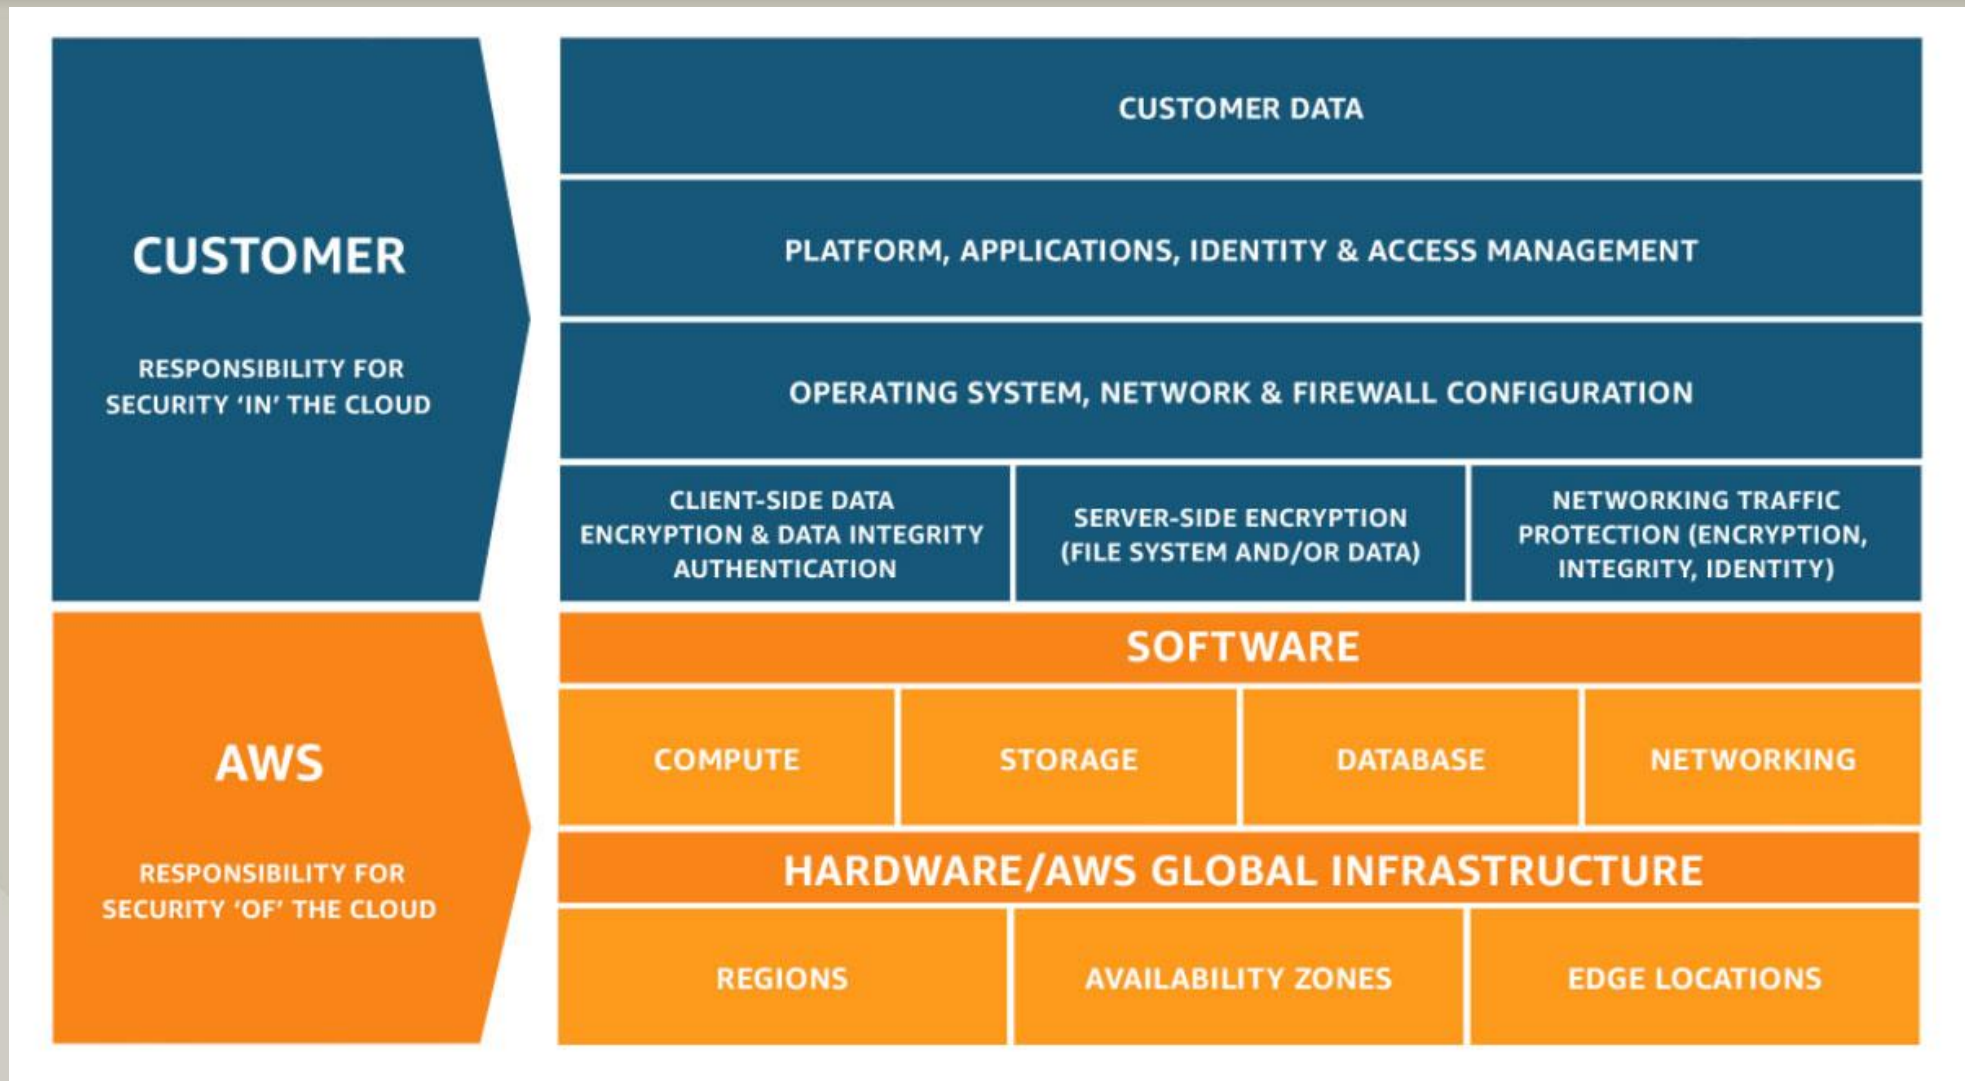 CUSTOMER
RESPONSIBILITY FOR
SECURITY ‘IN’ THE CLOUD
CUSTOMER DATA
PLATFORM, APPLICATIONS, IDENTITY & ACCESS MANAGEMENT
OPERATING SYSTEM, NETWORK & FIREWALL CONFIGURATION
CLIENT-SIDE DATA
ENCRYPTION & DATA INTEGRITY
AUTHENTICATION
SERVER-SIDE ENCRYPTION
(FILE SYSTEM AND/OR DATA)
NETWORKING TRAFFIC
PROTECTION (ENCRYPTION,
INTEGRITY, IDENTITY)
AWS
RESPONSIBILITY FOR
SECURITY ‘OF’ THE CLOUD
SOFTWARE
COMPUTE
STORAGE
DATABASE
NETWORKING
HARDWARE/AWS GLOBAL INFRASTRUCTURE
REGIONS
AVAILABILITY ZONES
EDGE LOCATIONS